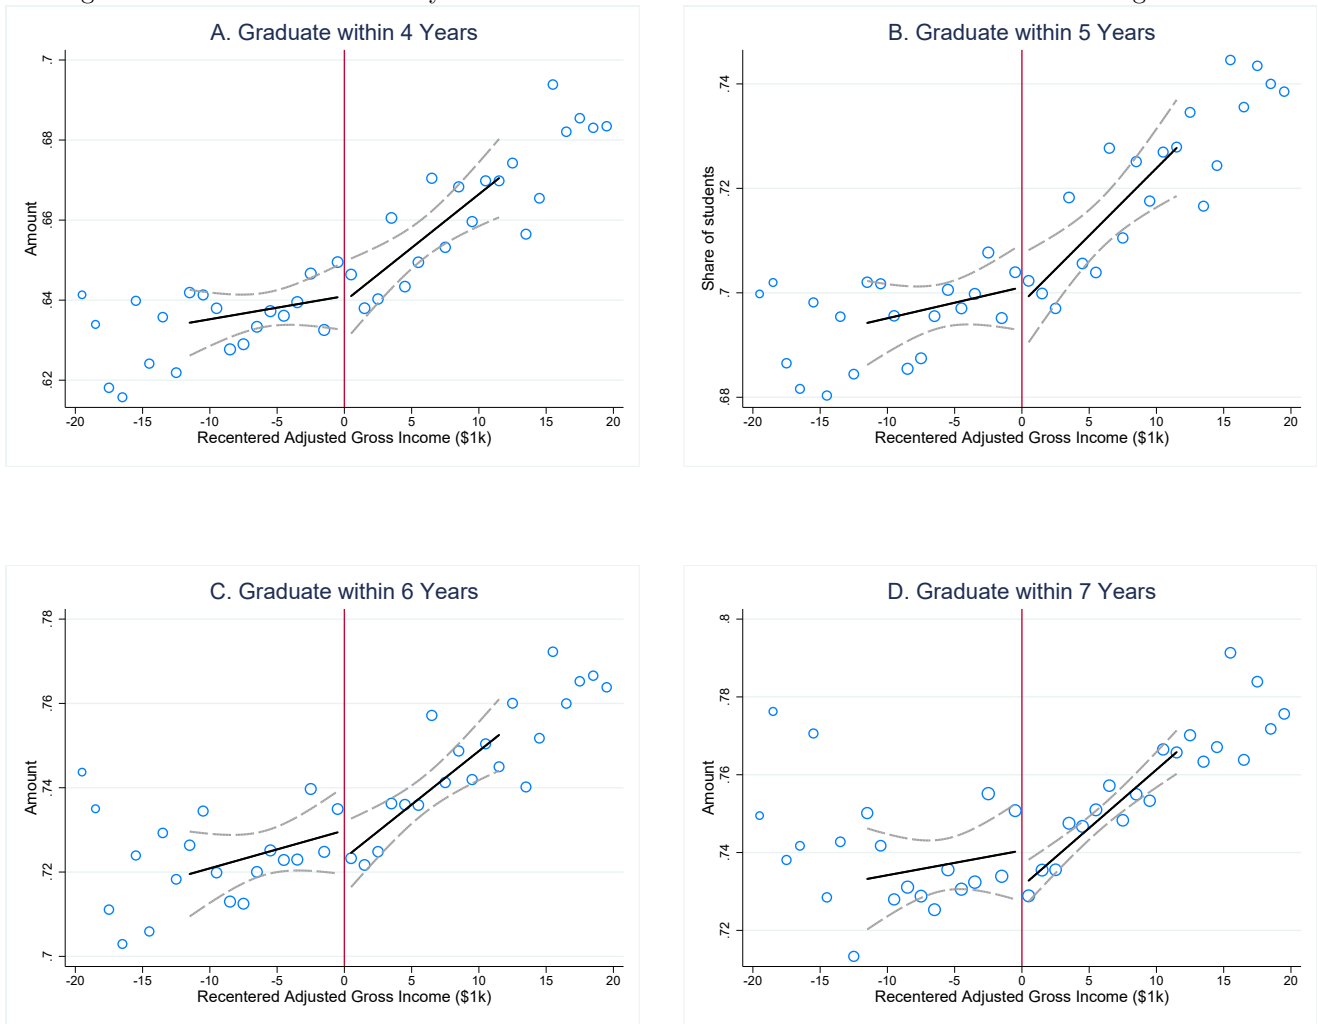 A. Graduate within 4 Years
Amount
.7
.68
.66
.64
.62
-20 -15 -10 -5 0 5 10 15 20
Recentered Adjusted Gross Income ($1k)
B. Graduate within 5 Years
Share of students
.74
.72
.7
.68
-20 -15 -10 -5 0 5 10 15 20
Recentered Adjusted Gross Income ($1k)
C. Graduate within 6 Years
Amount
.78
.76
.74
.72
.7
-20 -15 -10 -5 0 5 10 15 20
Recentered Adjusted Gross Income ($1k)
D. Graduate within 7 Years
Amount
.8
.78
.76
.74
.72
-20 -15 -10 -5 0 5 10 15 20
Recentered Adjusted Gross Income ($1k)